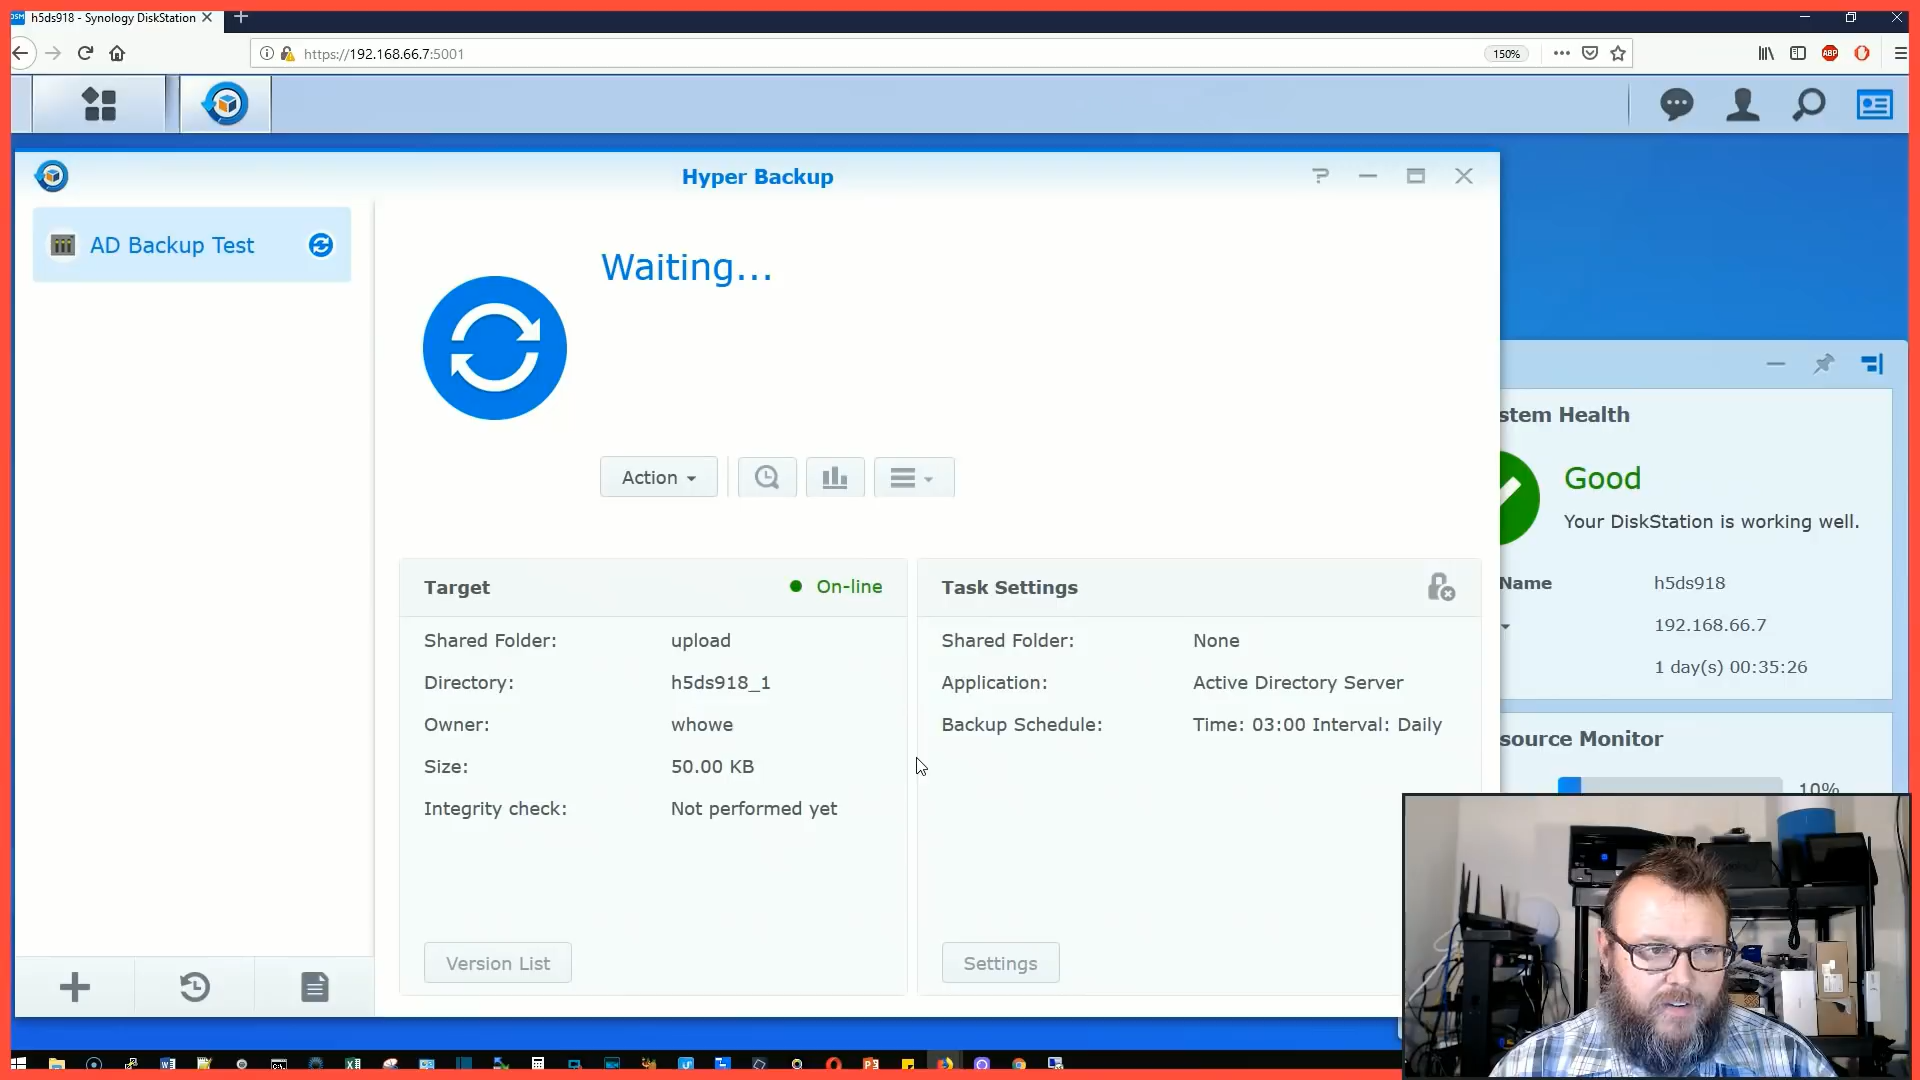 h5ds918 - Synology DiskStation
https://192.168.66.7:5001
150%
ABP
Hyper Backup
AD Backup Test
Waiting...
Action
Target
On-line
Shared Folder:
upload
Directory:
h5ds918_1
Owner:
whowe
Size:
50.00 KB
Integrity check:
Not performed yet
Version List
Task Settings
Shared Folder:
None
Application:
Active Directory Server
Backup Schedule:
Time: 03:00 Interval: Daily
Settings
stem Health
Good
Your DiskStation is working well.
Name
h5ds918
192.168.66.7
1 day(s) 00:35:26
source Monitor
10%